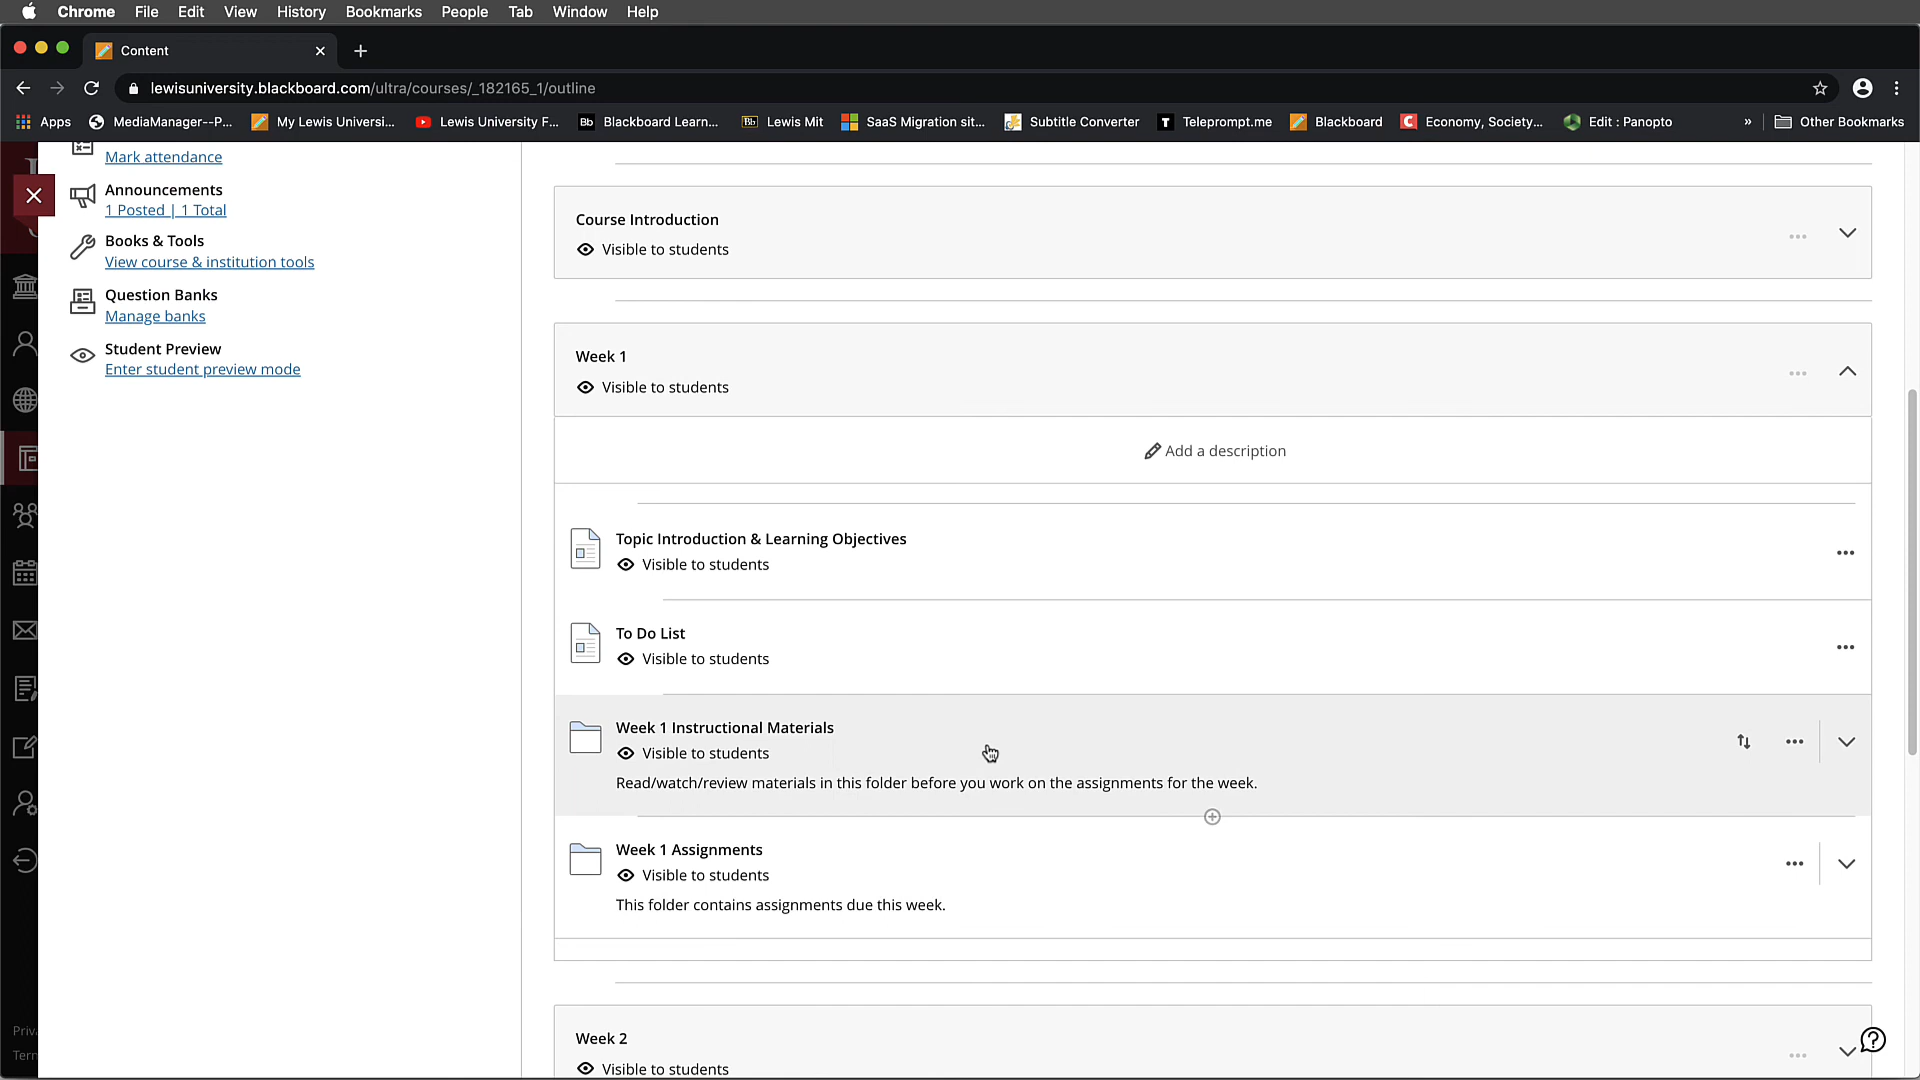 Chrome File Edit View History Bookmarks People Tab Window Help
Content
lewisuniversity.blackboard.com/ultra/courses/_182165_1/outline
Apps MediaManager--P... My Lewis Universi... Lewis University F... Bb Blackboard Learn... Bb Lewis Mit SaaS Migration sit... Subtitle Converter T Teleprompt.me Blackboard C Economy, Society... Edit : Panopto » Other Bookmarks
Mark attendance
Announcements
1 Posted | 1 Total
Books & Tools
View course & institution tools
Question Banks
Manage banks
Student Preview
Enter student preview mode
Priv
Tern
Course Introduction
Visible to students
Week 1
Visible to students
Add a description
Topic Introduction & Learning Objectives
Visible to students
To Do List
Visible to students
Week 1 Instructional Materials
Visible to students
Read/watch/review materials in this folder before you work on the assignments for the week.
Week 1 Assignments
Visible to students
This folder contains assignments due this week.
Week 2
Visible to students